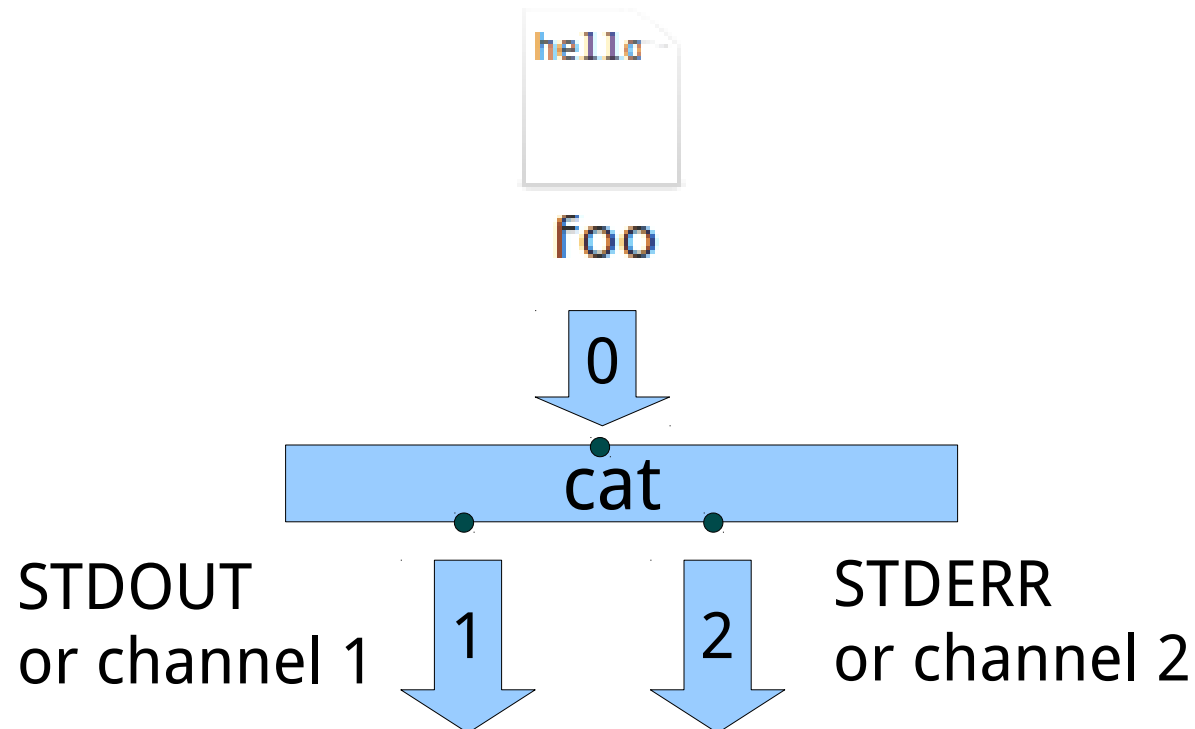 hello
foo
0
cat
STDOUT
or channel 1
1
2
STDERR
or channel 2